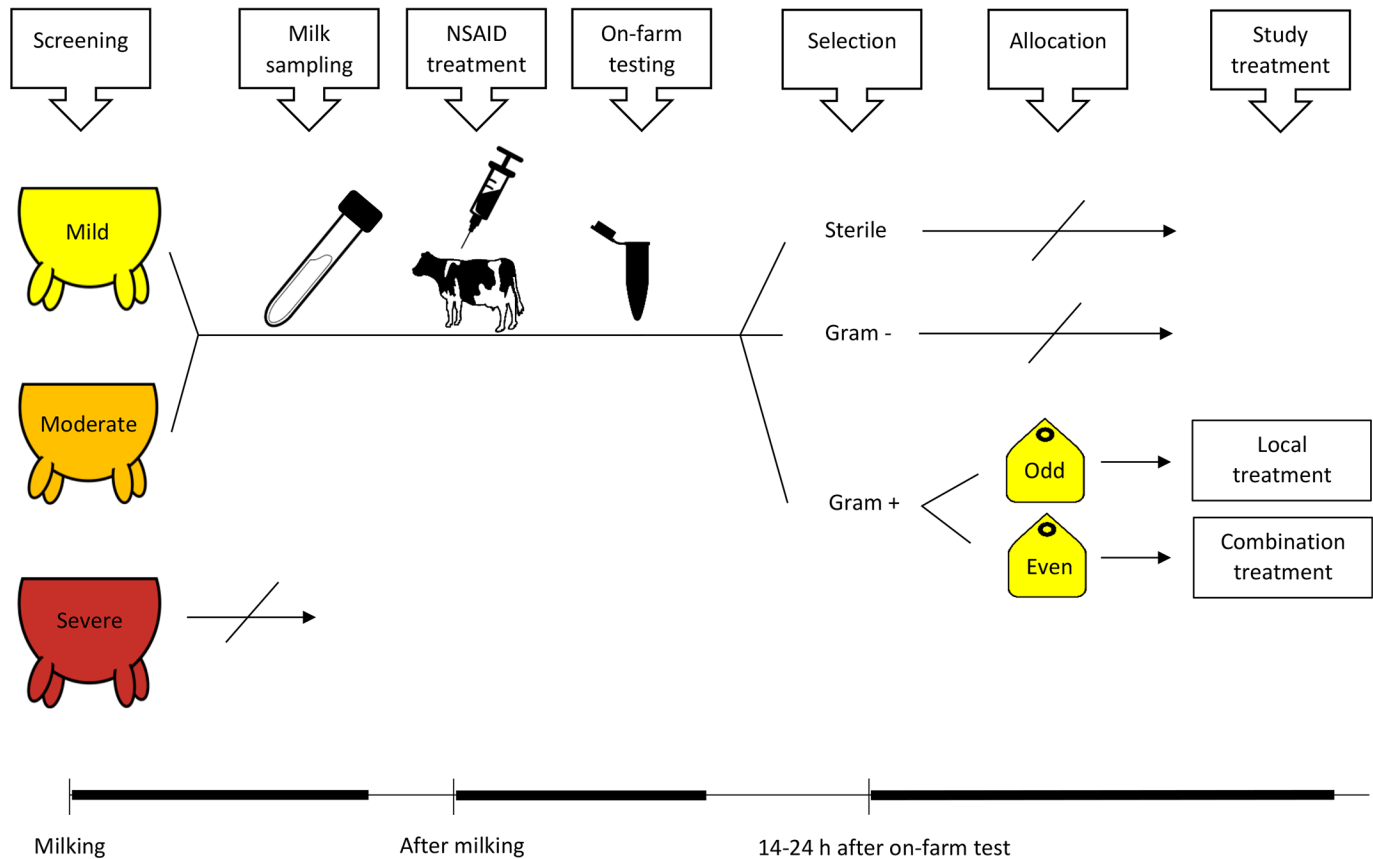 Screening
Milk
sampling
NSAID
treatment
On-farm
testing
Selection
Allocation
Study
treatment
Mild
Moderate
Severe
Sterile
Gram -
Gram +
Odd
Even
Local
treatment
Combination
treatment
Milking
After milking
14-24 h after on-farm test